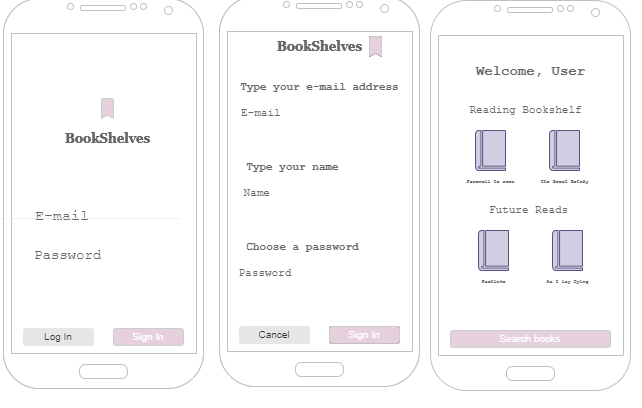 BookShelves
E-mail
Password
Log In
Sign In
BookShelves
Type your e-mail address
E-mail
Type your name
Name
Choose a password
Password
Cancel
Sign In
Welcome, User
Reading Bookshelf
Farewell to arms
The Great Gatsby
Future Reads
As I lay Dying
Search books